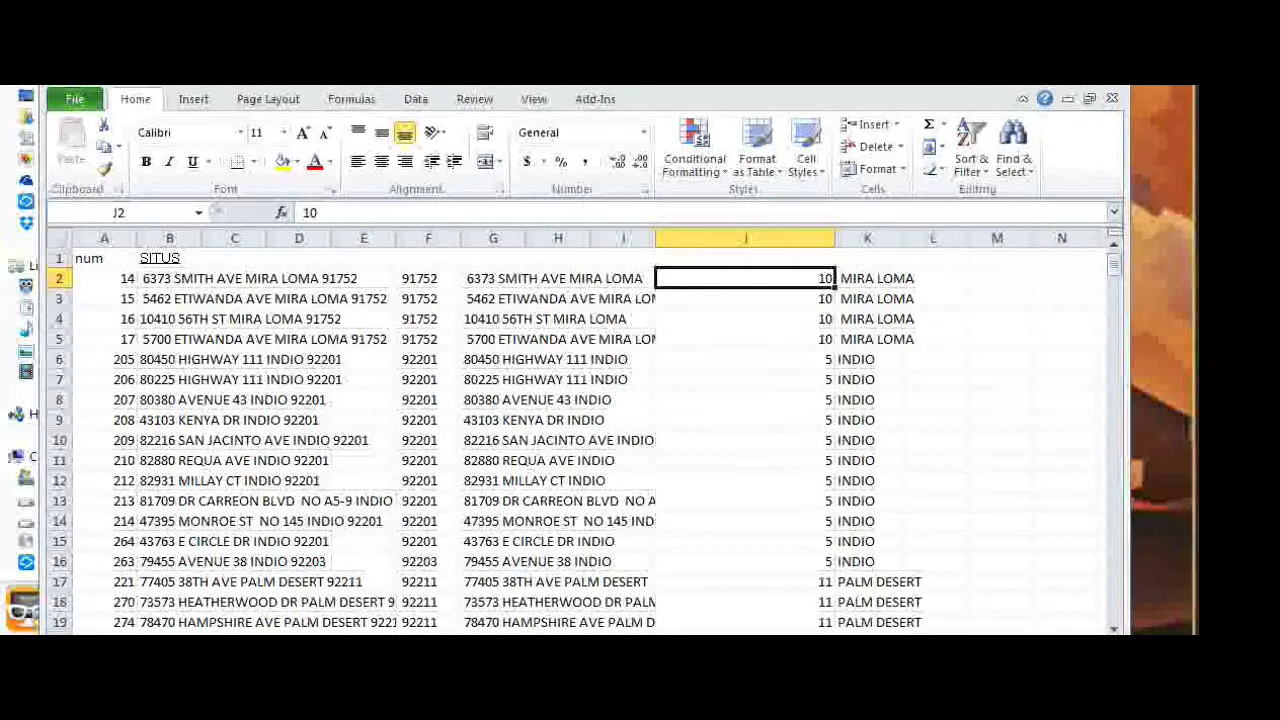 File Home Insert Page Layout Formulas Data Review View Add-Ins
Calibri 11 General Insert
Paste Conditional Formatting Format as Table Cell Styles Delete Sort & Filter Find & Select
Format
Clipboard Font Alignment Number Styles Cells Editing
J2 fx 10
A B C D E F G H I J K L M N
1 num SITUS
2 14 6373 SMITH AVE MIRA LOMA 91752 91752 6373 SMITH AVE MIRA LOMA 10 MIRA LOMA
3 15 5462 ETIWANDA AVE MIRA LOMA 91752 91752 5462 ETIWANDA AVE MIRA LOM 10 MIRA LOMA
4 16 10410 56TH ST MIRA LOMA 91752 91752 10410 56TH ST MIRA LOMA 10 MIRA LOMA
5 17 5700 ETIWANDA AVE MIRA LOMA 91752 91752 5700 ETIWANDA AVE MIRA LOM 10 MIRA LOMA
6 205 80450 HIGHWAY 111 INDIO 92201 92201 80450 HIGHWAY 111 INDIO 5 INDIO
7 206 80225 HIGHWAY 111 INDIO 92201 92201 80225 HIGHWAY 111 INDIO 5 INDIO
8 207 80380 AVENUE 43 INDIO 92201 92201 80380 AVENUE 43 INDIO 5 INDIO
9 208 43103 KENYA DR INDIO 92201 92201 43103 KENYA DR INDIO 5 INDIO
10 209 82216 SAN JACINTO AVE INDIO 92201 92201 82216 SAN JACINTO AVE INDIO 5 INDIO
11 210 82880 REQUA AVE INDIO 92201 92201 82880 REQUA AVE INDIO 5 INDIO
12 212 82931 MILLAY CT INDIO 92201 92201 82931 MILLAY CT INDIO 5 INDIO
13 213 81709 DR CARREON BLVD NO A5-9 INDIO 92201 81709 DR CARREON BLVD NO A 5 INDIO
14 214 47395 MONROE ST NO 145 INDIO 92201 92201 47395 MONROE ST NO 145 IND 5 INDIO
15 264 43763 E CIRCLE DR INDIO 92201 92201 43763 E CIRCLE DR INDIO 5 INDIO
16 263 79455 AVENUE 38 INDIO 92203 92203 79455 AVENUE 38 INDIO 5 INDIO
17 221 77405 38TH AVE PALM DESERT 92211 92211 77405 38TH AVE PALM DESERT 11 PALM DESERT
18 270 73573 HEATHERWOOD DR PALM DESERT 9 92211 73573 HEATHERWOOD DR PALM 11 PALM DESERT
19 274 78470 HAMPSHIRE AVE PALM DESERT 9221 92211 78470 HAMPSHIRE AVE PALM D 11 PALM DESERT